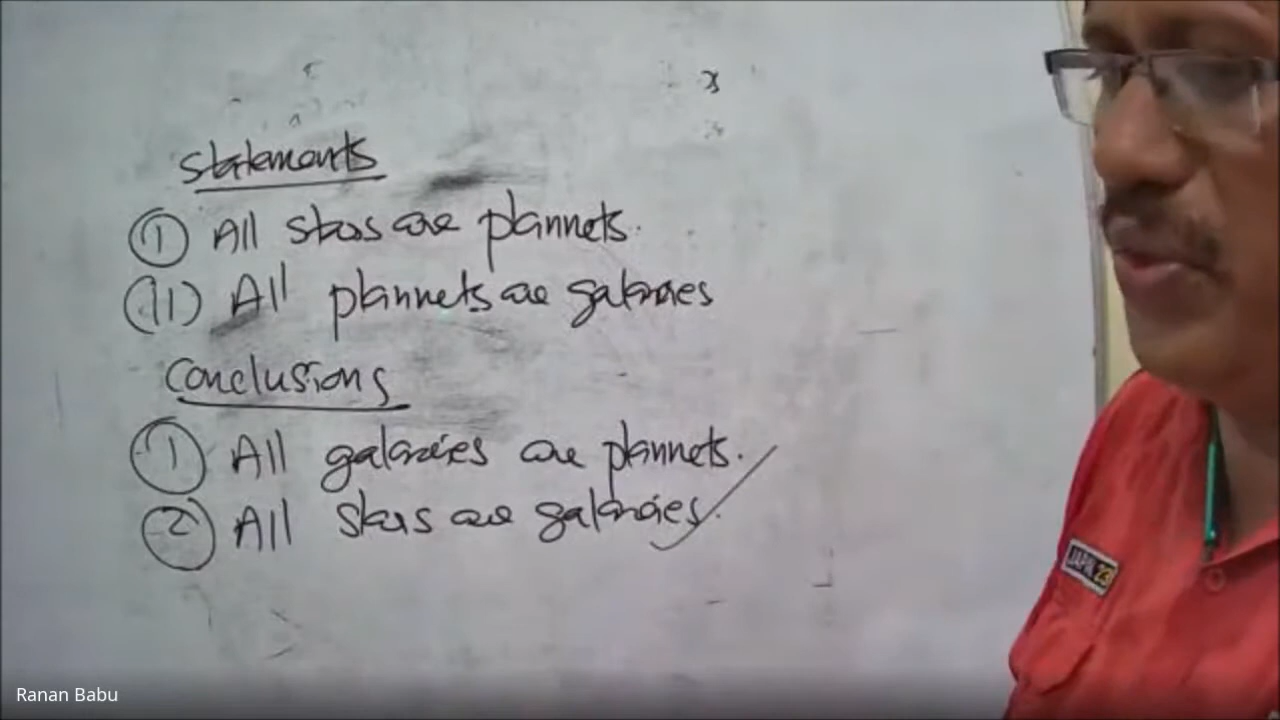 Statements
① All stars are plannets.
(II) All plannets are galaxies
Conclusions
① All galaxies are plannets.
② All stars are galaxies.
Ranan Babu